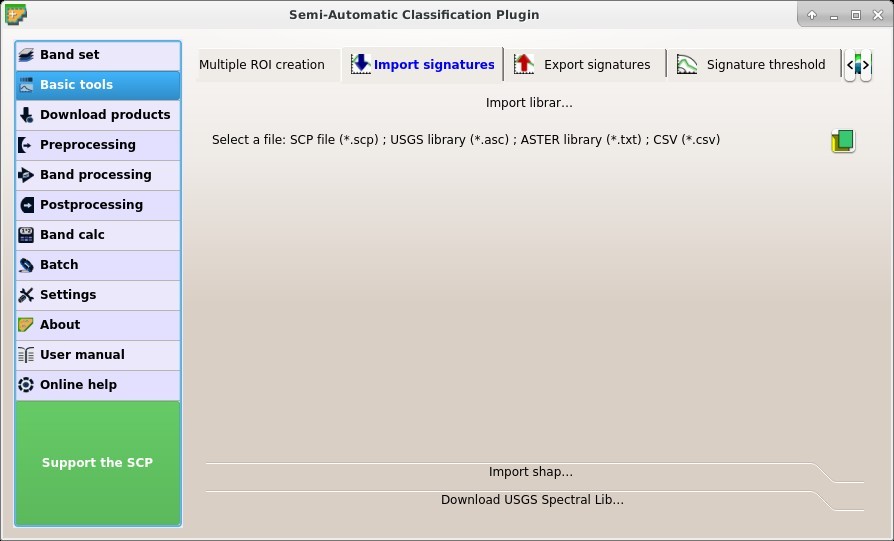 Semi-Automatic Classification Plugin
Band set
Basic tools
Download products
Preprocessing
Band processing
Postprocessing
Band calc
Batch
Settings
About
User manual
Online help
Support the SCP
Multiple ROI creation
Import signatures
Export signatures
Signature threshold
Import librar...
Select a file: SCP file (*.scp) ; USGS library (*.asc) ; ASTER library (*.txt) ; CSV (*.csv)
Import shap...
Download USGS Spectral Lib...